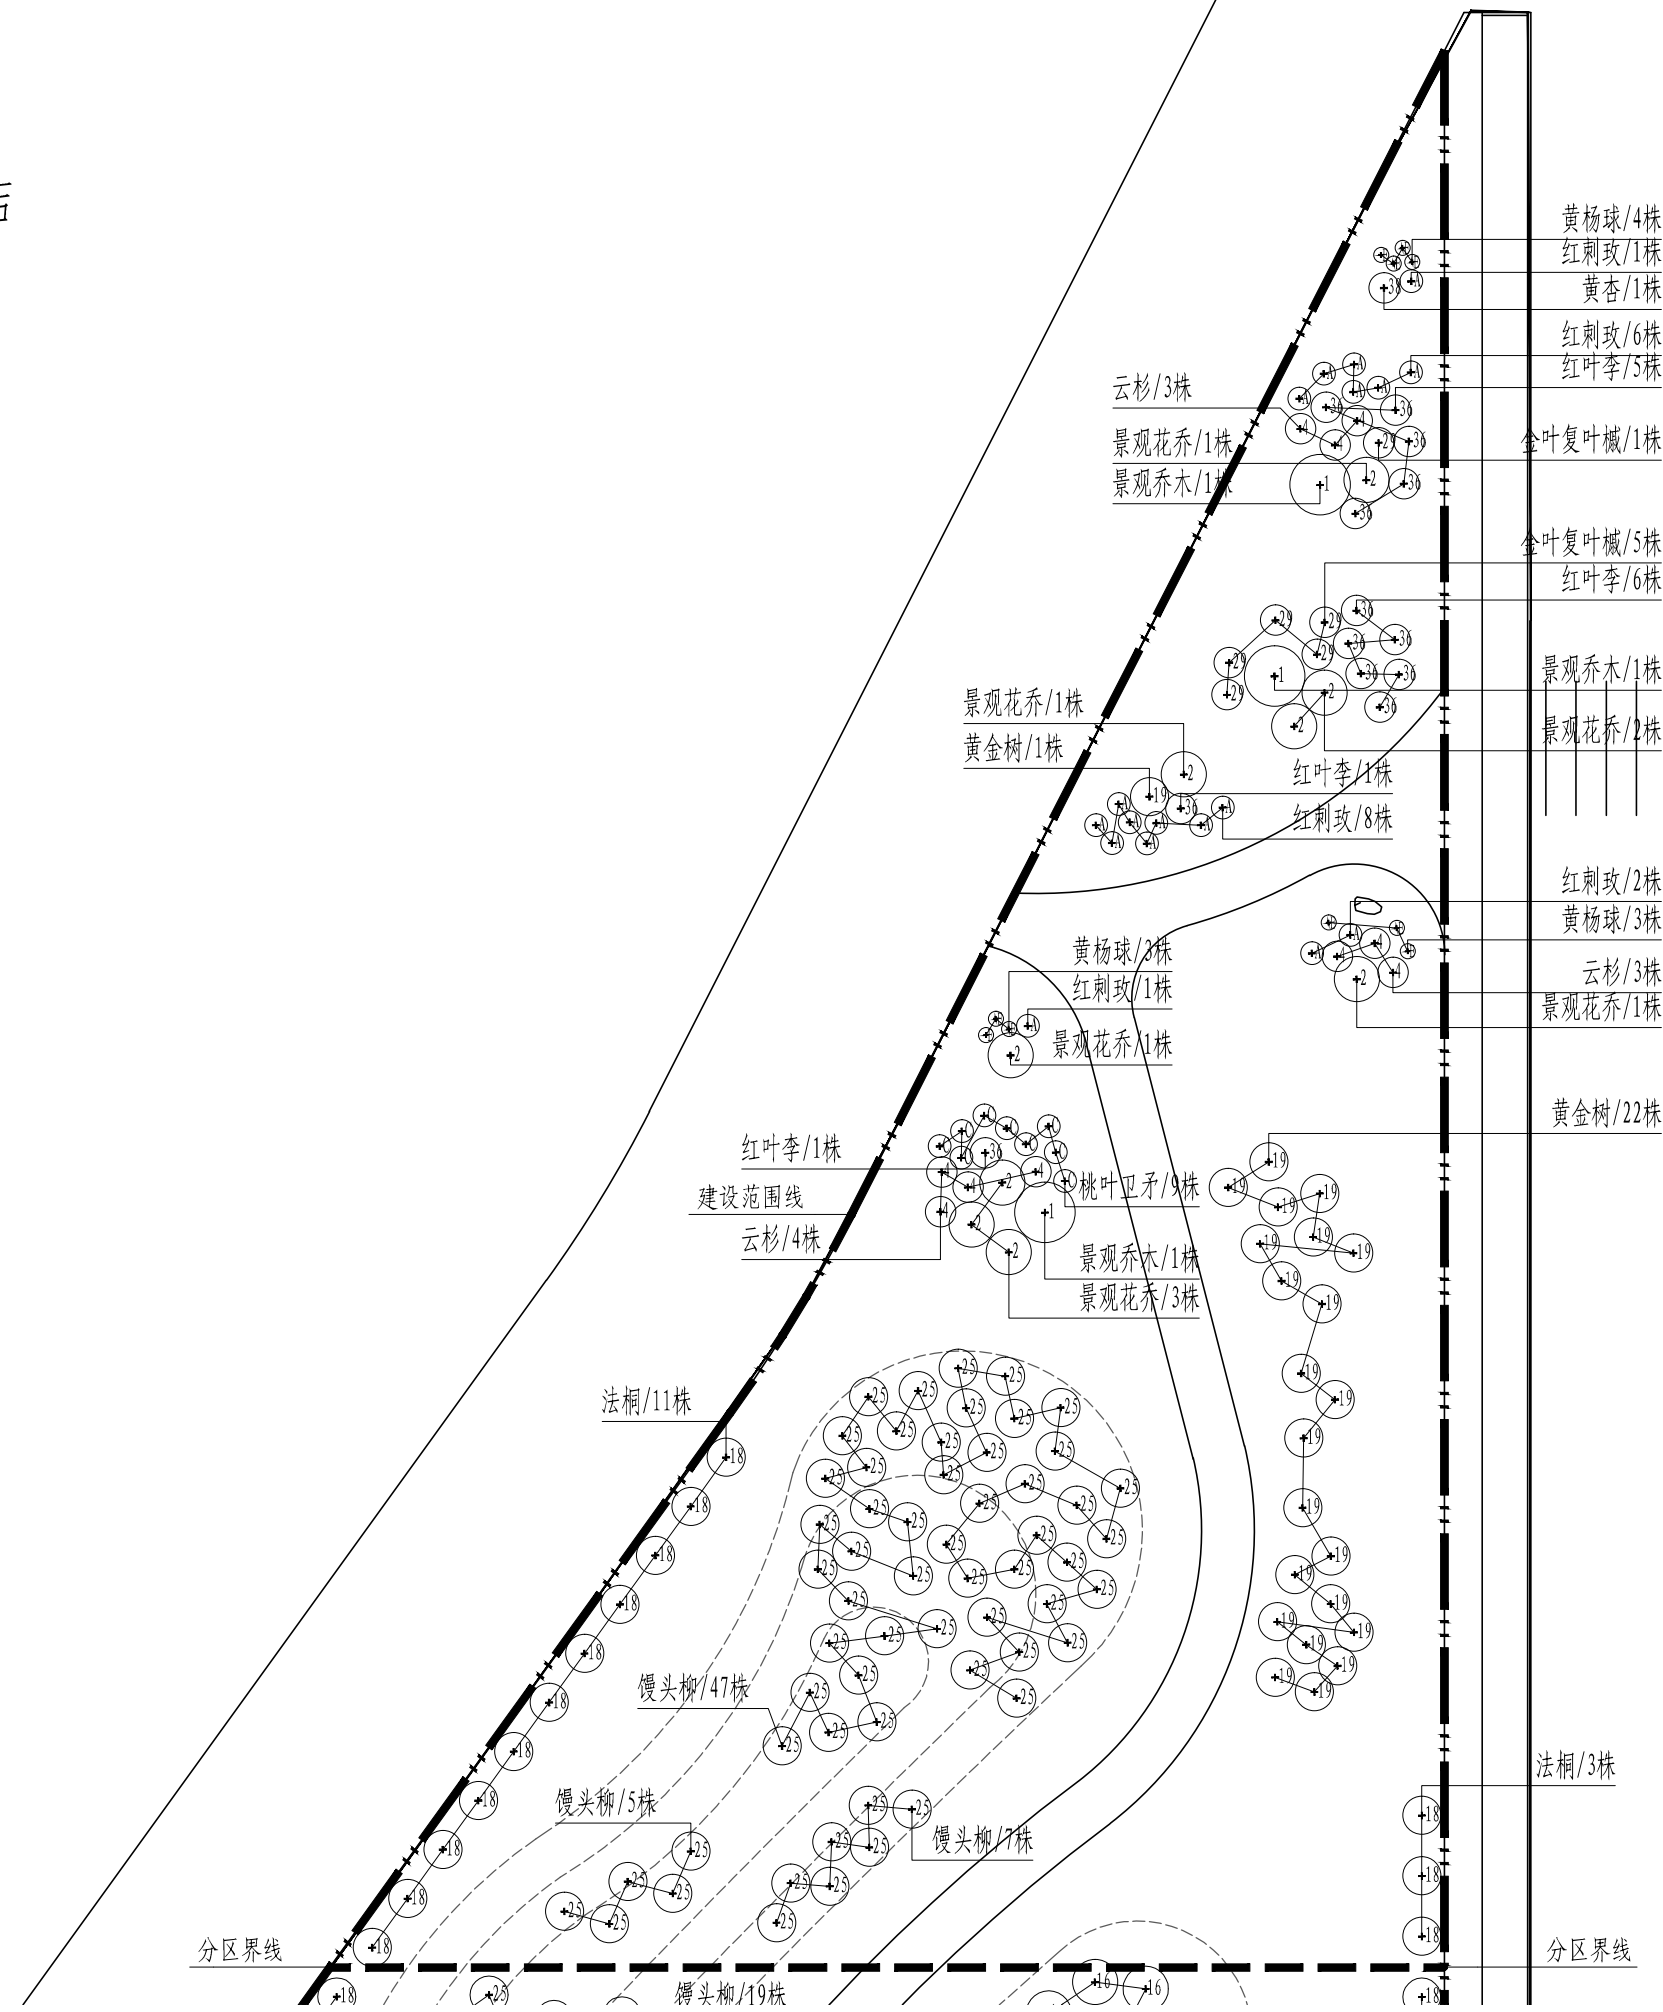 黄杨球/4株
红刺玫/1株
黄杏/1株
红刺玫/6株
红叶李/5株
云杉/3株
金叶复叶槭/1株
景观花乔/1株
景观乔木/1株
金叶复叶槭/5株
红叶李/6株
景观乔木/1株
景观花乔/2株
景观花乔/1株
黄金树/1株
红叶李/1株
红刺玫/8株
红刺玫/2株
黄杨球/3株
云杉/3株
景观花乔/1株
黄杨球/3株
红刺玫/1株
景观花乔/1株
黄金树/22株
红叶李/1株
桃叶卫矛/9株
建设范围线
云杉/4株
景观乔木/1株
景观花乔/3株
法桐/11株
馒头柳/47株
法桐/3株
馒头柳/5株
馒头柳/7株
分区界线
分区界线
馒头柳/19株